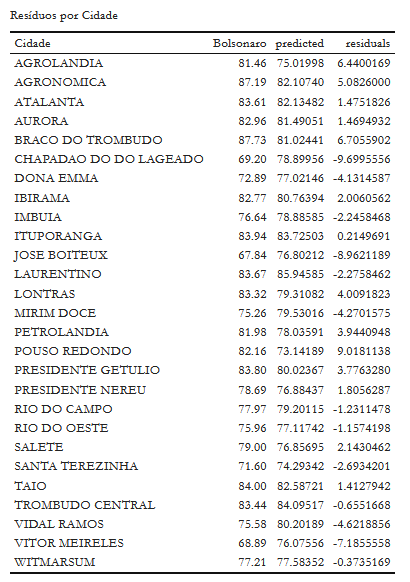 Resíduos por Cidade
Cidade Bolsonaro predicted residuals
AGROLANDIA 81.46 75.01998 6.4400169
AGRONOMICA 87.19 82.10740 5.0826000
ATALANTA 83.61 82.13482 1.4751826
AURORA 82.96 81.49051 1.4694932
BRACO DO TROMBUDO 87.73 81.02441 6.7055902
CHAPADAO DO DO LAGEADO 69.20 78.89956 -9.6995556
DONA EMMA 72.89 77.02146 -4.1314587
IBIRAMA 82.77 80.76394 2.0060562
IMBUIA 76.64 78.88585 -2.2458468
ITUPORANGA 83.94 83.72503 0.2149691
JOSE BOITEUX 67.84 76.80212 -8.9621189
LAURENTINO 83.67 85.94585 -2.2758462
LONTRAS 83.32 79.31082 4.0091823
MIRIM DOCE 75.26 79.53016 -4.2701575
PETROLANDIA 81.98 78.03591 3.9440948
POUSO REDONDO 82.16 73.14189 9.0181138
PRESIDENTE GETULIO 83.80 80.02367 3.7763280
PRESIDENTE NEREU 78.69 76.88437 1.8056287
RIO DO CAMPO 77.97 79.20115 -1.2311478
RIO DO OESTE 75.96 77.11742 -1.1574198
SALETE 79.00 76.85695 2.1430462
SANTA TEREZINHA 71.60 74.29342 -2.6934201
TAIO 84.00 82.58721 1.4127942
TROMBUDO CENTRAL 83.44 84.09517 -0.6551668
VIDAL RAMOS 75.58 80.20189 -4.6218856
VITOR MEIRELES 68.89 76.07556 -7.1855558
WITMARSUM 77.21 77.58352 -0.3735169